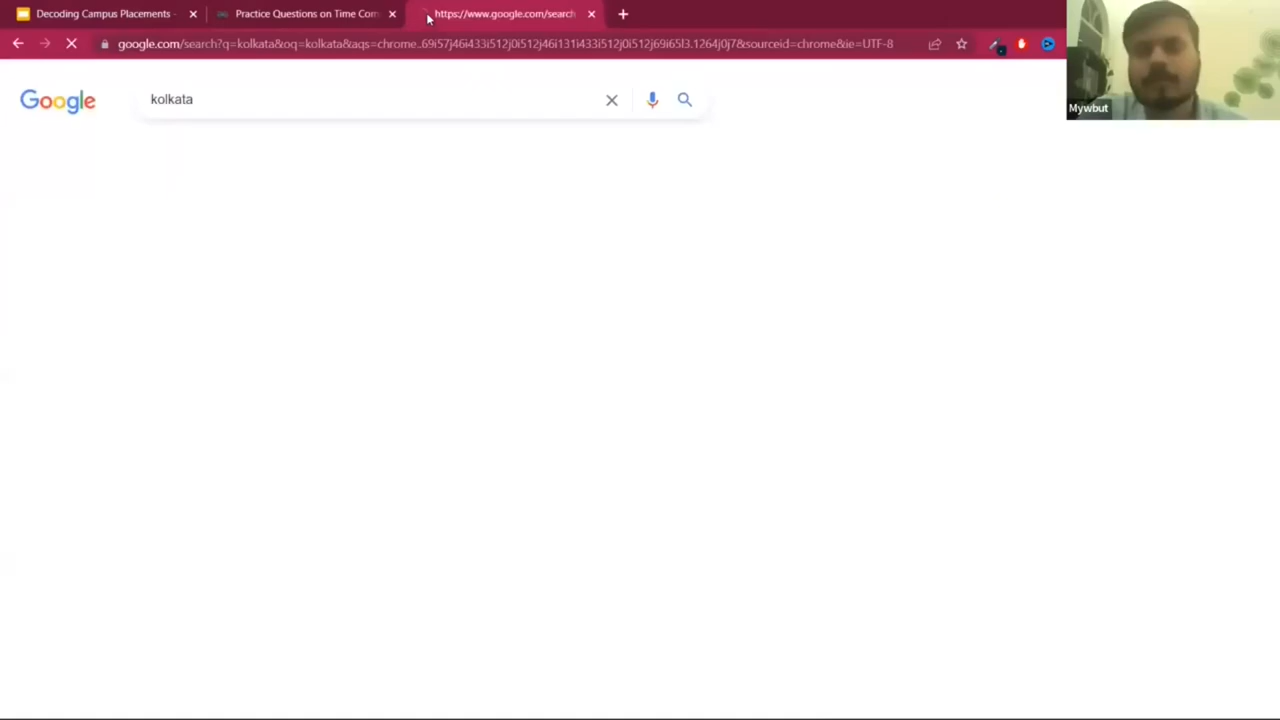 Decoding Campus Placements -
Practice Questions on Time Com
https://www.google.com/search
google.com/search?q=kolkata&oq=kolkata&aqs=chrome..69i57j46i433i512j0i512j46i131i433i512j0i512j69i65l3.1264j0j7&sourceid=chrome&ie=UTF-8
Google
kolkata
Mywbut